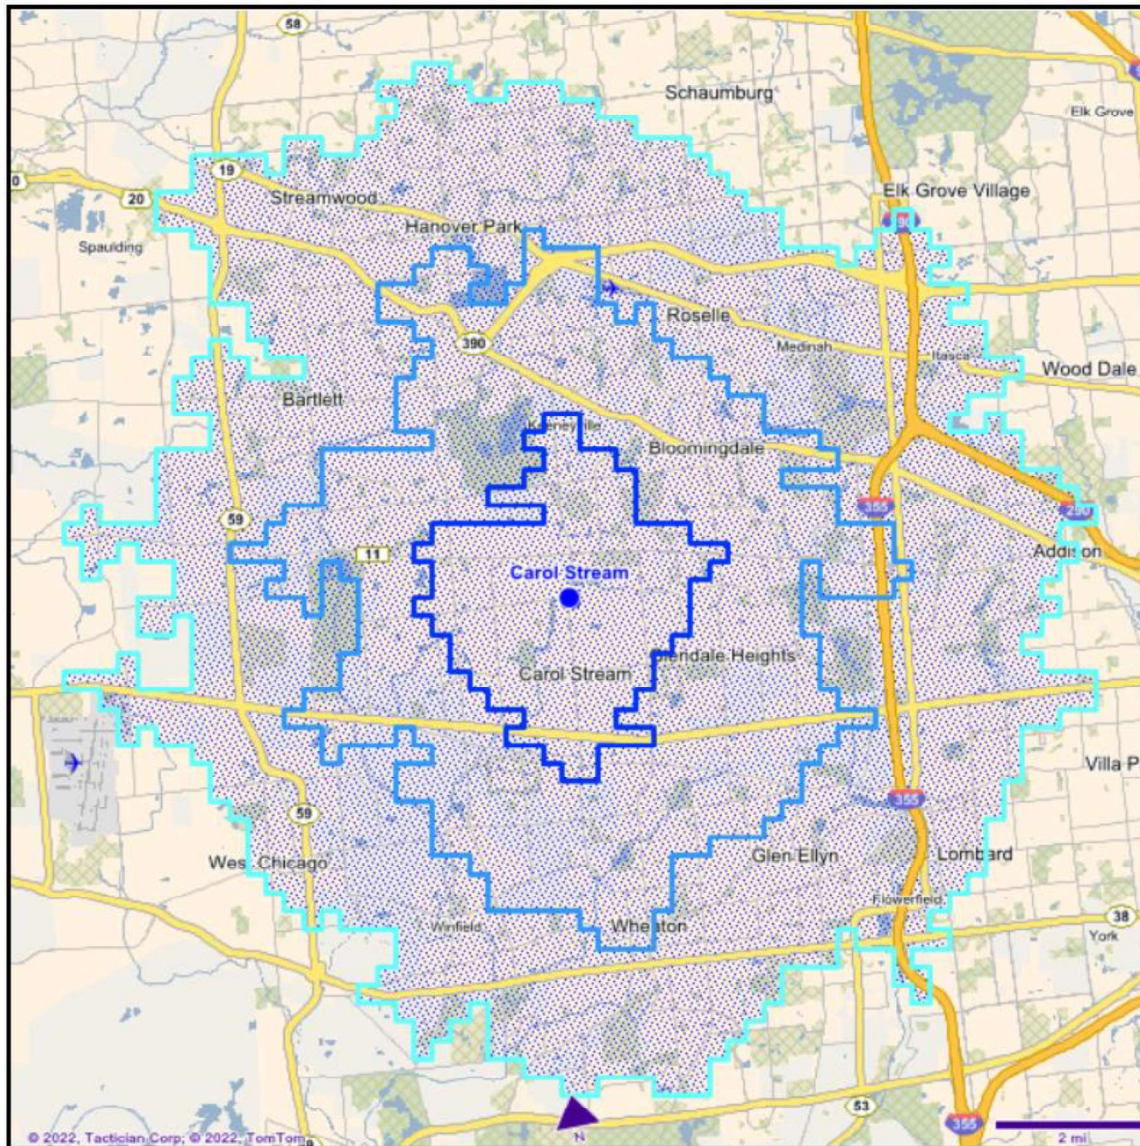 58
Schaumburg
Elk Grove
19
Elk Grove Village
20
Streamwood
Hanover Park
Spaulding
Roselle
390
Medinah
Itasca
Wood Dale
Bartlett
Keeneyville
Bloomingdale
59
355
290
11
Addison
Carol Stream
Glendale Heights
Carol Stream
Villa P
59
355
West Chicago
Glen Ellyn
Lombard
Flowerfield
Winfield
Wheaton
38
York
53
355
N
2 mi
© 2022, Tactician Corp; © 2022, TomTom